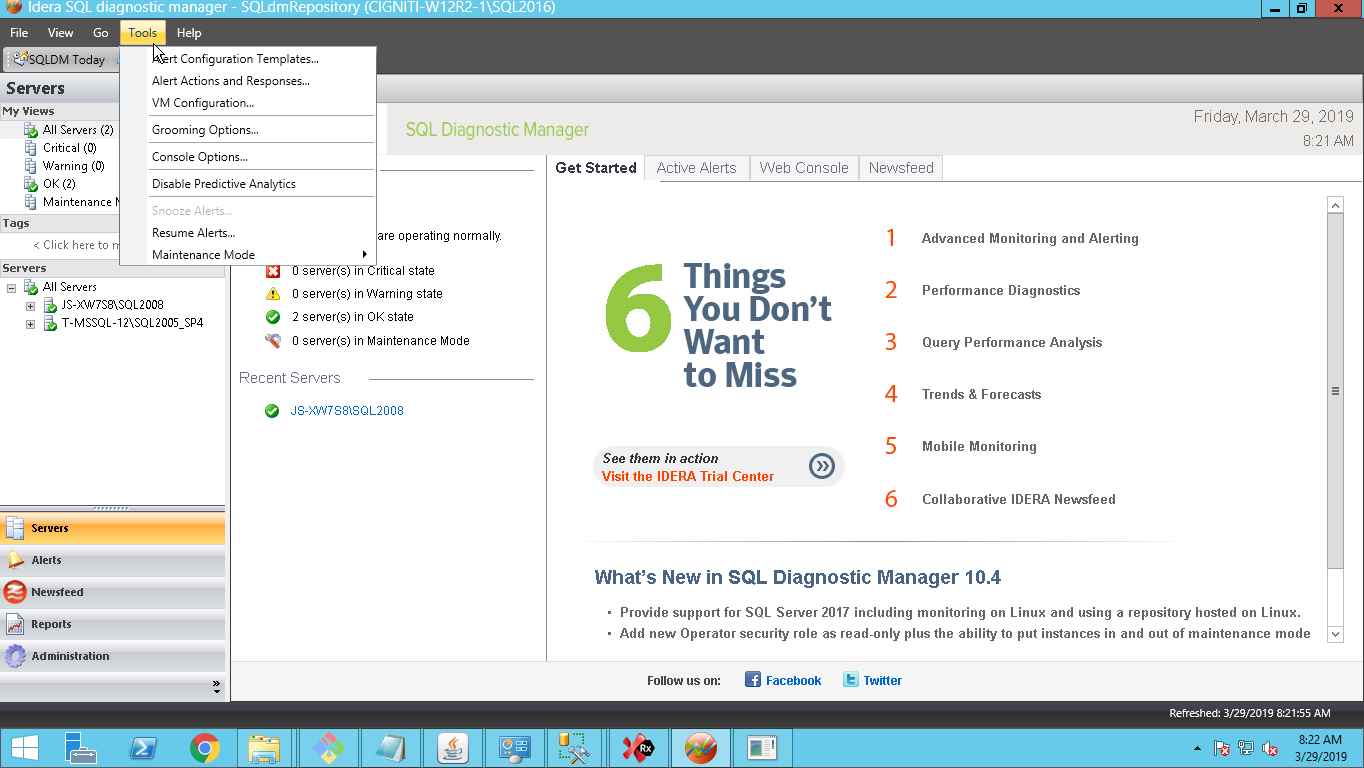 Idera SQL diagnostic manager - SQLdmRepository (CIGNITI-W12R2-1\SQL2016)
File View Go Tools Help
SQLDM Today
Alert Configuration Templates...
Alert Actions and Responses...
VM Configuration...
Grooming Options...
Console Options...
Disable Predictive Analytics
Snooze Alerts...
Resume Alerts...
Maintenance Mode
Servers
My Views
All Servers (2)
Critical (0)
Warning (0)
OK (2)
Maintenance M
Tags
< Click here to m
Servers
All Servers
JS-XW7S8\SQL2008
T-MSSQL-12\SQL2005_SP4
Servers
Alerts
Newsfeed
Reports
Administration
SQL Diagnostic Manager
Friday, March 29, 2019
8:21 AM
are operating normally.
0 server(s) in Critical state
0 server(s) in Warning state
2 server(s) in OK state
0 server(s) in Maintenance Mode
Recent Servers
JS-XW7S8\SQL2008
Get Started Active Alerts Web Console Newsfeed
6 Things
You Don't
Want
to Miss
See them in action
Visit the IDERA Trial Center
1 Advanced Monitoring and Alerting
2 Performance Diagnostics
3 Query Performance Analysis
4 Trends & Forecasts
5 Mobile Monitoring
6 Collaborative IDERA Newsfeed
What's New in SQL Diagnostic Manager 10.4
• Provide support for SQL Server 2017 including monitoring on Linux and using a repository hosted on Linux.
• Add new Operator security role as read-only plus the ability to put instances in and out of maintenance mode
Follow us on: Facebook Twitter
Refreshed: 3/29/2019 8:21:55 AM
Rx
8:22 AM
3/29/2019